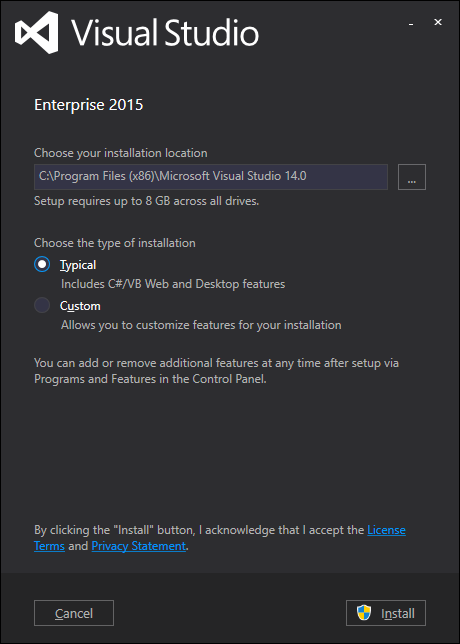 Visual Studio
Enterprise 2015
Choose your installation location
C:\Program Files (x86)\Microsoft Visual Studio 14.0
...
Setup requires up to 8 GB across all drives.
Choose the type of installation
Typical
Includes C#/VB Web and Desktop features
Custom
Allows you to customize features for your installation
You can add or remove additional features at any time after setup via
Programs and Features in the Control Panel.
By clicking the "Install" button, I acknowledge that I accept the License
Terms and Privacy Statement.
Cancel
Install